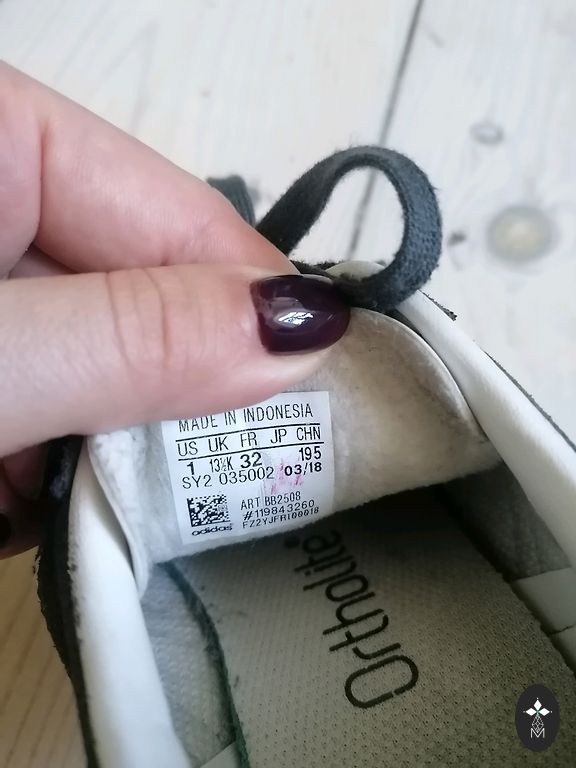 MADE IN INDONESIA
US UK FR JP CHN
1 13½K 32 195
SY2 035002 03/18
ART BB2508
#119843260
FZ2YJFRI00018
adidas
Ortholite
M